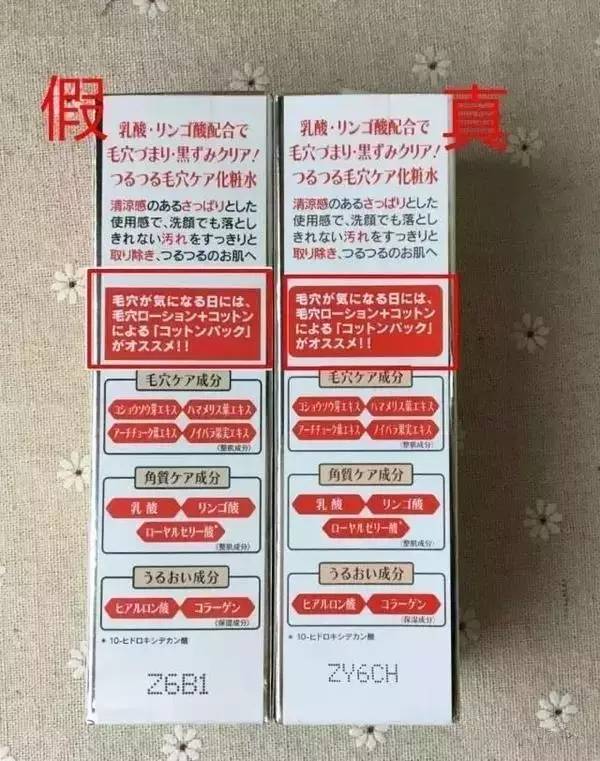 假
乳酸・リンゴ酸配合で
毛穴づまり・黒ずみクリア!
つるつる毛穴ケア化粧水
清涼感のあるさっぱりとした
使用感で、洗顔でも落とし
きれない汚れをすっきりと
取り除き、つるつるのお肌へ
毛穴が気になる日には、
毛穴ローション+コットン
による「コットンパック」
がオススメ!!
毛穴ケア成分
コショウソウ芽エキス ハマメリス葉エキス
アーチチョーク葉エキス ノイバラ果実エキス
(整肌成分)
角質ケア成分
乳酸 リンゴ酸
ローヤルゼリー酸*
(整肌成分)
うるおい成分
ヒアルロン酸 コラーゲン
(保湿成分)
* 10-ヒドロキシデカン酸
Z6B1
真
乳酸・リンゴ酸配合で
毛穴づまり・黒ずみクリア!
つるつる毛穴ケア化粧水
清涼感のあるさっぱりとした
使用感で、洗顔でも落とし
きれない汚れをすっきりと
取り除き、つるつるのお肌へ
毛穴が気になる日には、
毛穴ローション+コットン
による「コットンパック」
がオススメ!!
毛穴ケア成分
コショウソウ芽エキス ハマメリス葉エキス
アーチチョーク葉エキス ノイバラ果実エキス
(整肌成分)
角質ケア成分
乳酸 リンゴ酸
ローヤルゼリー酸*
(整肌成分)
うるおい成分
ヒアルロン酸 コラーゲン
(保湿成分)
* 10-ヒドロキシデカン酸
ZY6CH